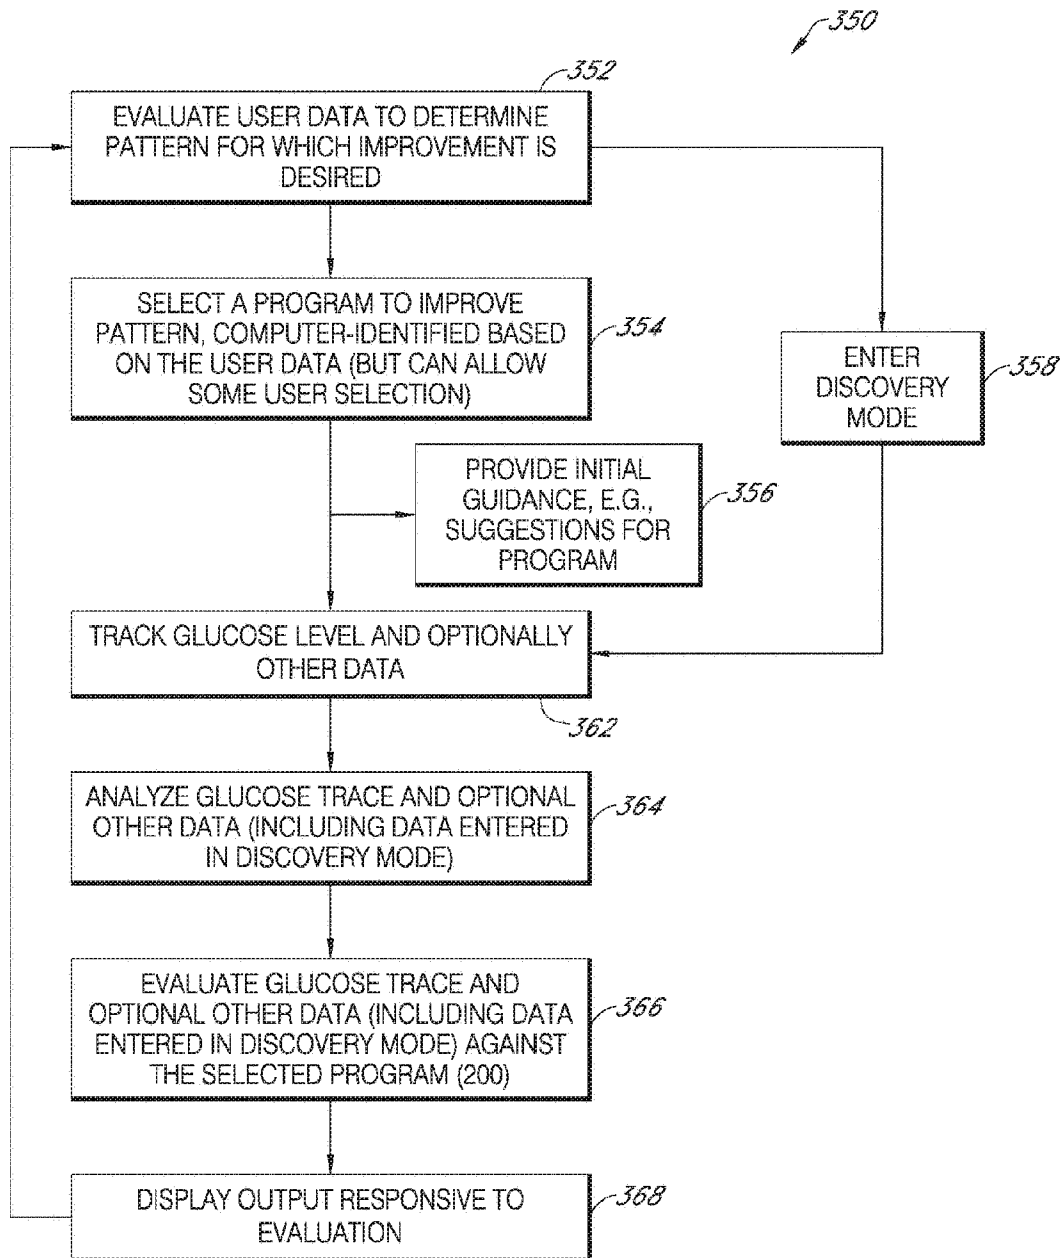 350
352
EVALUATE USER DATA TO DETERMINE
PATTERN FOR WHICH IMPROVEMENT IS
DESIRED
SELECT A PROGRAM TO IMPROVE
PATTERN, COMPUTER-IDENTIFIED BASED
ON THE USER DATA (BUT CAN ALLOW
SOME USER SELECTION)
354
ENTER
DISCOVERY
MODE
358
PROVIDE INITIAL
GUIDANCE, E.G.,
SUGGESTIONS FOR
PROGRAM
356
TRACK GLUCOSE LEVEL AND OPTIONALLY
OTHER DATA
362
ANALYZE GLUCOSE TRACE AND OPTIONAL
OTHER DATA (INCLUDING DATA ENTERED
IN DISCOVERY MODE)
364
EVALUATE GLUCOSE TRACE AND
OPTIONAL OTHER DATA (INCLUDING DATA
ENTERED IN DISCOVERY MODE) AGAINST
THE SELECTED PROGRAM (200)
366
DISPLAY OUTPUT RESPONSIVE TO
EVALUATION
368